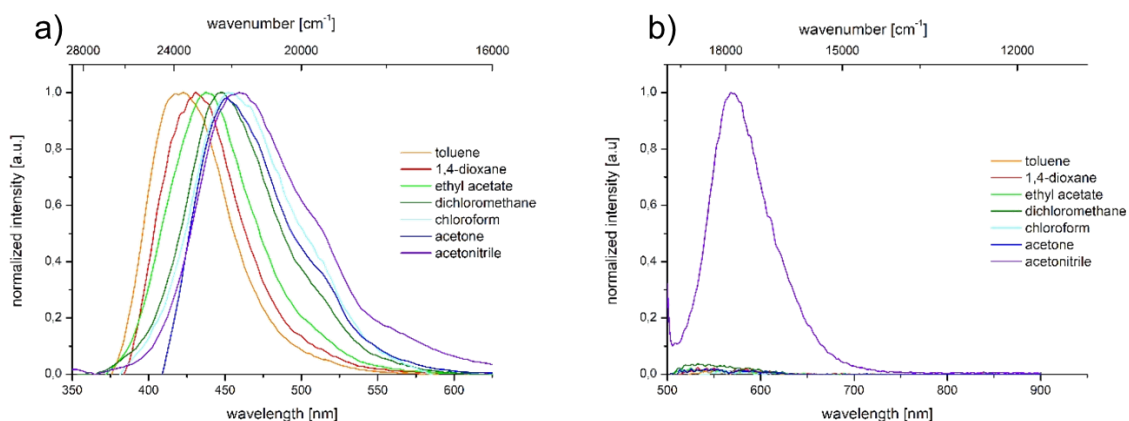 a)
wavenumber [cm⁻¹]
28000 24000 20000 16000
1,0
0,8
0,6
0,4
0,2
0,0
normalized intensity [a.u.]
toluene
1,4-dioxane
ethyl acetate
dichloromethane
chloroform
acetone
acetonitrile
350 400 450 500 550 600
wavelength [nm]
b)
wavenumber [cm⁻¹]
18000 15000 12000
1,0
0,8
0,6
0,4
0,2
0,0
normalized intensity [a.u]
toluene
1,4-dioxane
ethyl acetate
dichloromethane
chloroform
acetone
acetonitrile
500 600 700 800 900
wavelength [nm]